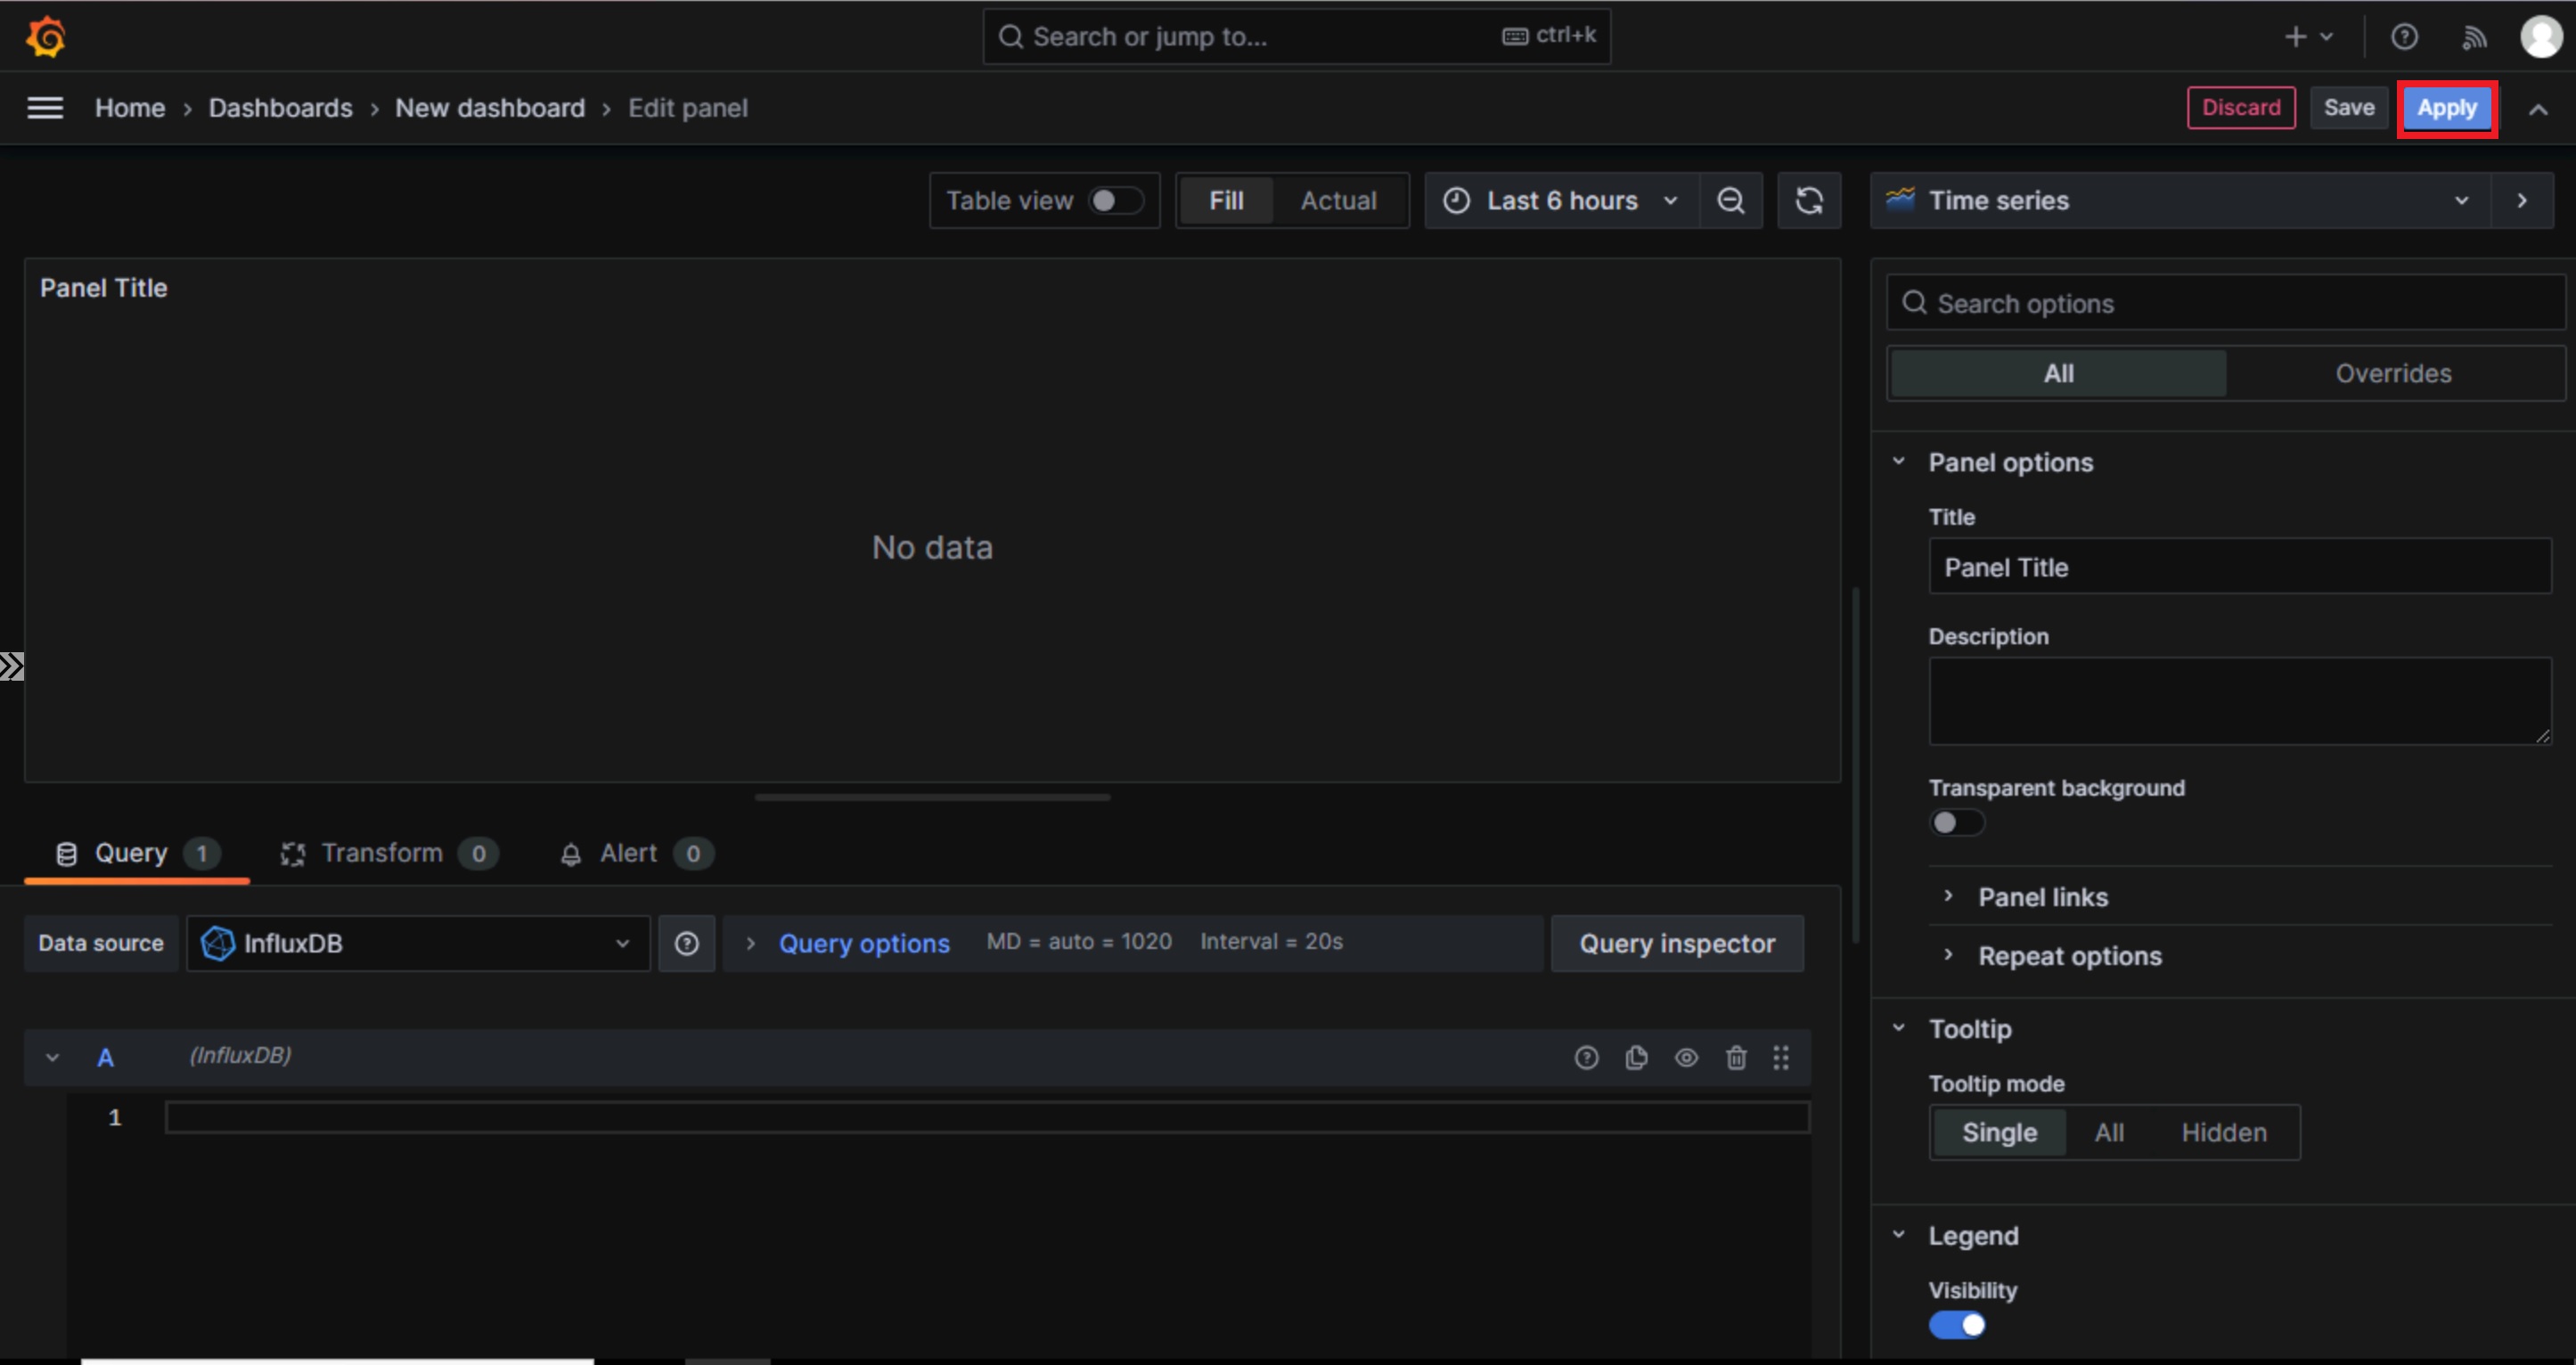 Search or jump to... ctrl+k
Home › Dashboards › New dashboard › Edit panel Discard Save Apply
Table view Fill Actual Last 6 hours Time series
Panel Title
No data
Search options
All Overrides
Panel options
Title
Panel Title
Description
Transparent background
Panel links
Repeat options
Tooltip
Tooltip mode
Single All Hidden
Legend
Visibility
Query 1 Transform 0 Alert 0
Data source InfluxDB Query options MD = auto = 1020 Interval = 20s Query inspector
A (InfluxDB)
1